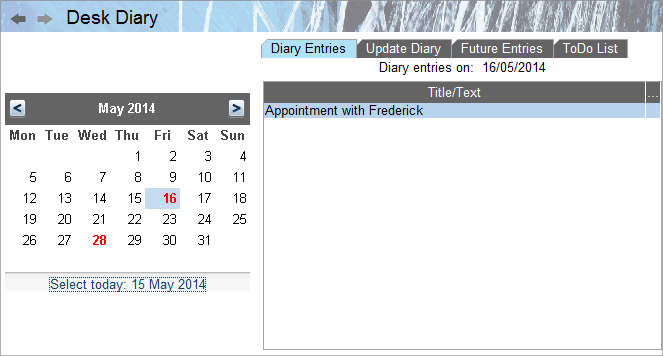 Desk Diary
Diary Entries Update Diary Future Entries ToDo List
Diary entries on: 16/05/2014
May 2014
Mon Tue Wed Thu Fri Sat Sun
1 2 3 4
5 6 7 8 9 10 11
12 13 14 15 16 17 18
19 20 21 22 23 24 25
26 27 28 29 30 31
Select today: 15 May 2014
Title/Text ...
Appointment with Frederick